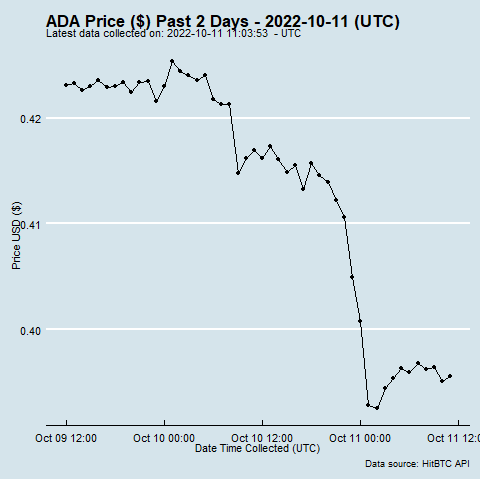 ADA Price ($) Past 2 Days - 2022-10-11 (UTC)
Latest data collected on: 2022-10-11 11:03:53 - UTC
0.42
0.41
0.40
Price USD ($)
Oct 09 12:00 Oct 10 00:00 Oct 10 12:00 Oct 11 00:00 Oct 11 12:00
Date Time Collected (UTC)
Data source: HitBTC API